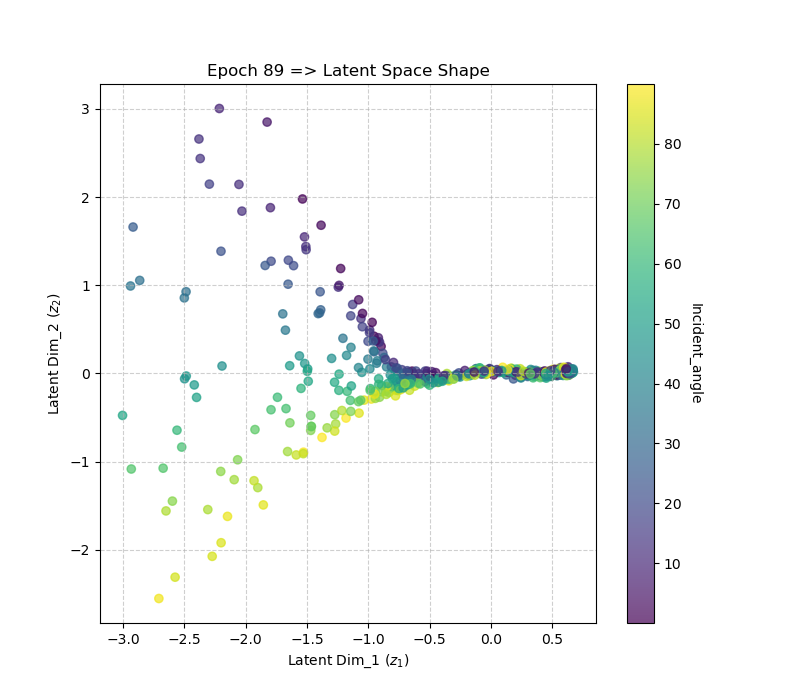 Epoch 89 => Latent Space Shape
3
2
1
0
−1
−2
Latent Dim_2 (z₂)
−3.0 −2.5 −2.0 −1.5 −1.0 −0.5 0.0 0.5
Latent Dim_1 (z₁)
80
70
60
50
40
30
20
10
Incident_angle